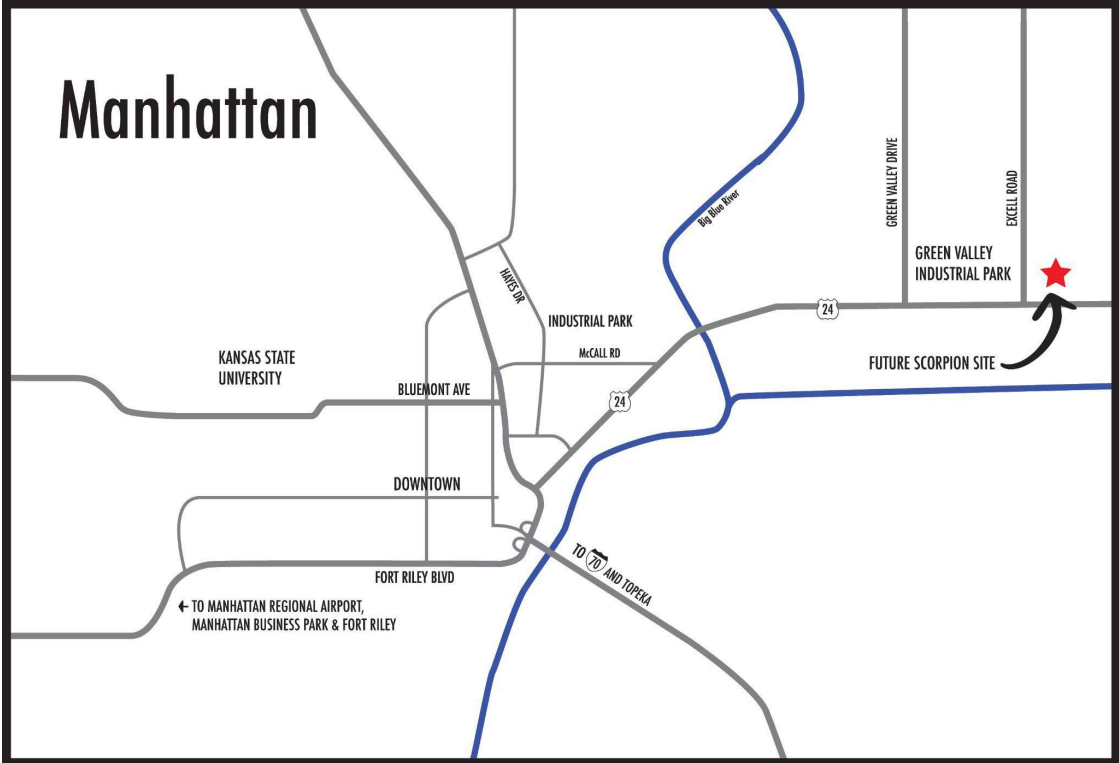 Manhattan
Big Blue River
GREEN VALLEY DRIVE
EXCELL ROAD
GREEN VALLEY
INDUSTRIAL PARK
HAYES DR
INDUSTRIAL PARK
24
McCALL RD
FUTURE SCORPION SITE
KANSAS STATE
UNIVERSITY
BLUEMONT AVE
24
DOWNTOWN
TO 70 AND TOPEKA
FORT RILEY BLVD
TO MANHATTAN REGIONAL AIRPORT,
MANHATTAN BUSINESS PARK & FORT RILEY